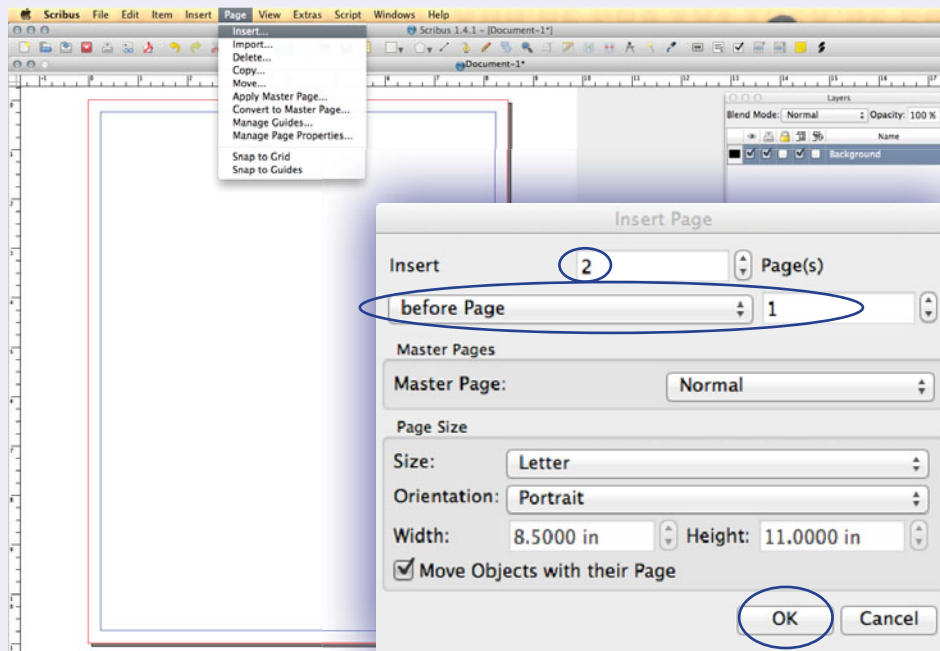 Scribus File Edit Item Insert Page View Extras Script Windows Help
Scribus 1.4.1 - [Document-1*]
Document-1*
Insert...
Import...
Delete...
Copy...
Move...
Apply Master Page...
Convert to Master Page...
Manage Guides...
Manage Page Properties...
Snap to Grid
Snap to Guides
Layers
Blend Mode: Normal Opacity: 100 %
Name
Background
Insert Page
Insert 2 Page(s)
before Page 1
Master Pages
Master Page: Normal
Page Size
Size: Letter
Orientation: Portrait
Width: 8.5000 in Height: 11.0000 in
Move Objects with their Page
OK Cancel